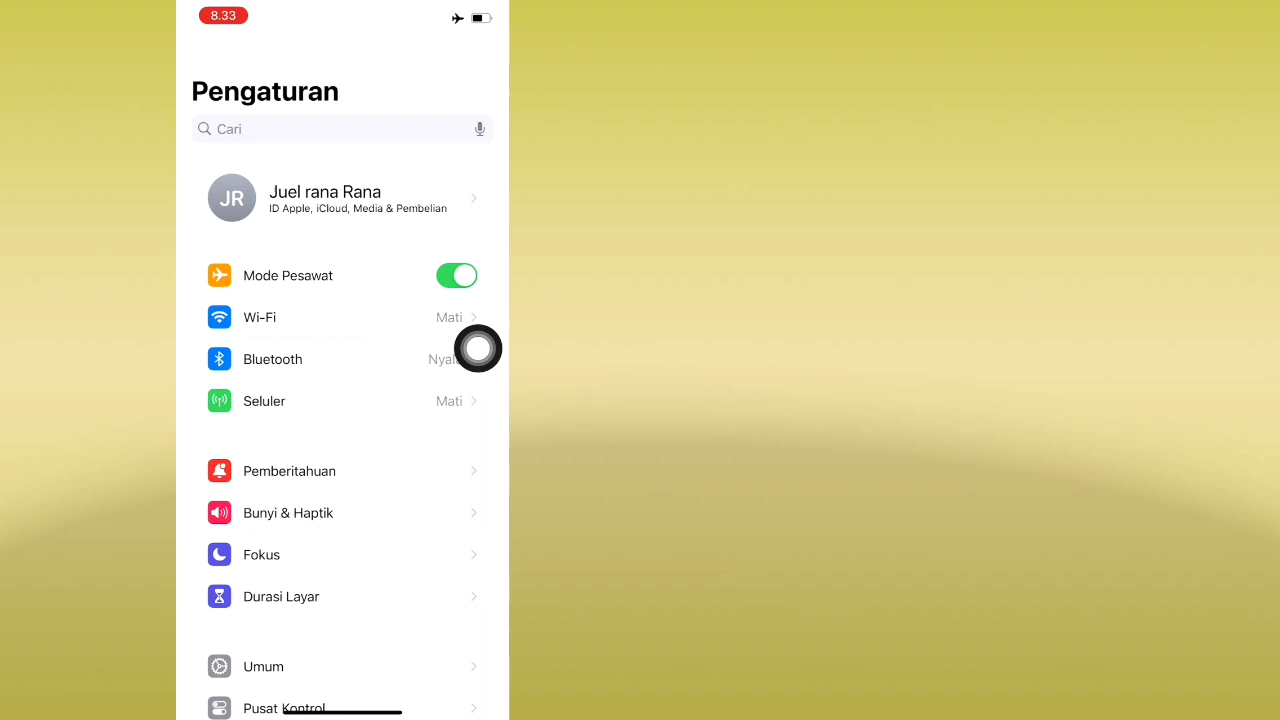 8.33
Pengaturan
Cari
JR
Juel rana Rana
ID Apple, iCloud, Media & Pembelian
Mode Pesawat
Wi-Fi Mati
Bluetooth
Seluler Mati
Pemberitahuan
Bunyi & Haptik
Fokus
Durasi Layar
Umum
Pusat Kontrol